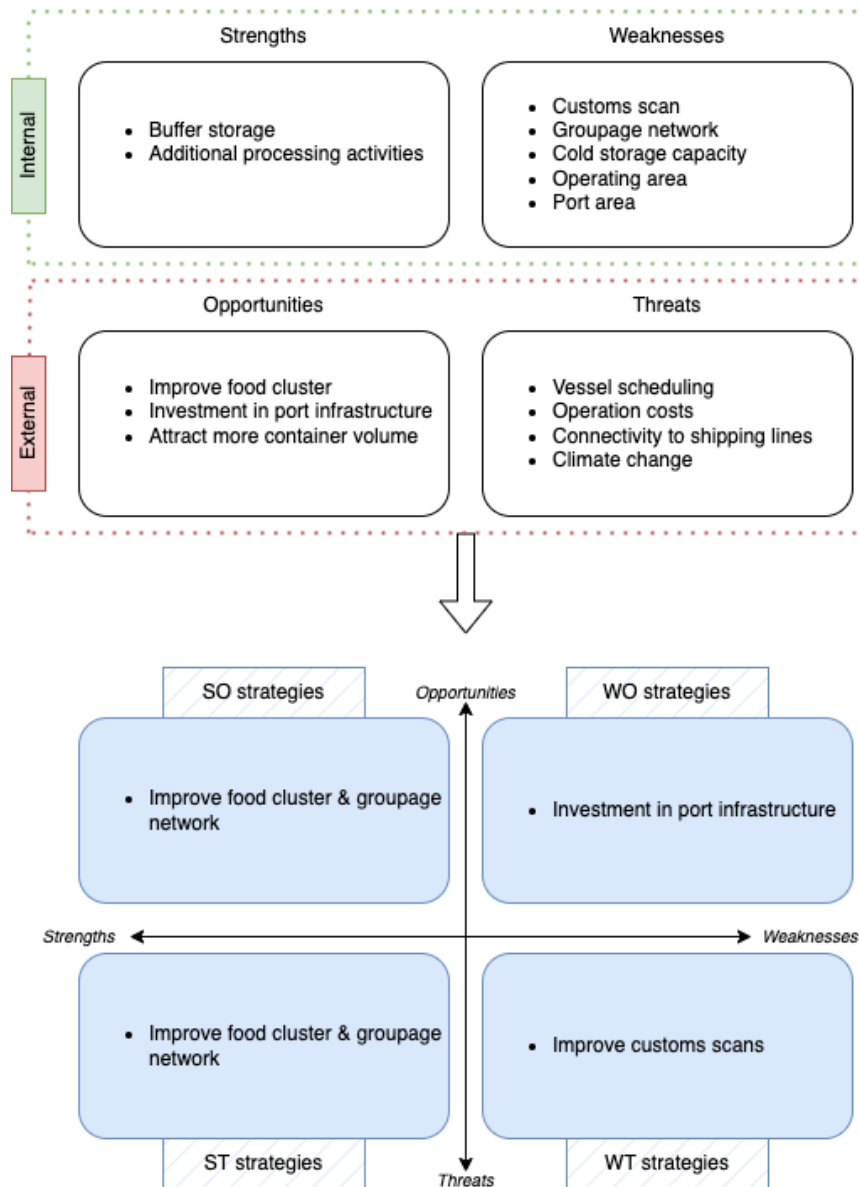 Strengths
Weaknesses
Internal
• Buffer storage
• Additional processing activities
• Customs scan
• Groupage network
• Cold storage capacity
• Operating area
• Port area
Opportunities
Threats
External
• Improve food cluster
• Investment in port infrastructure
• Attract more container volume
• Vessel scheduling
• Operation costs
• Connectivity to shipping lines
• Climate change
SO strategies
Opportunities
WO strategies
• Improve food cluster & groupage
network
• Investment in port infrastructure
Strengths
Weaknesses
• Improve food cluster & groupage
network
• Improve customs scans
ST strategies
Threats
WT strategies